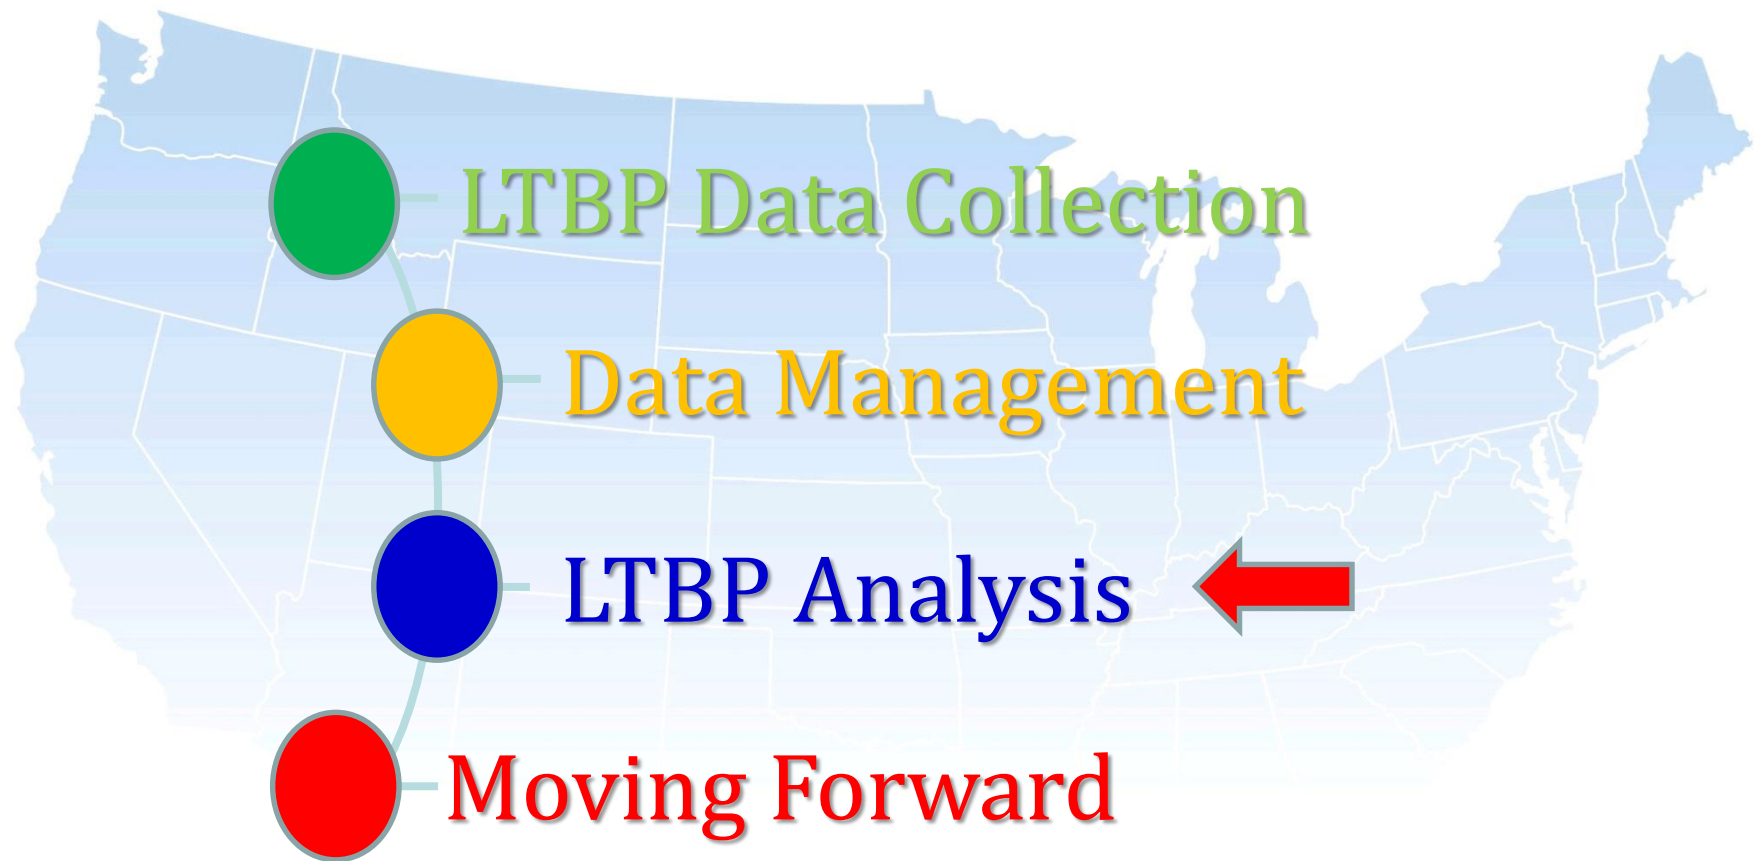 LTBP Data Collection
Data Management
LTBP Analysis
Moving Forward